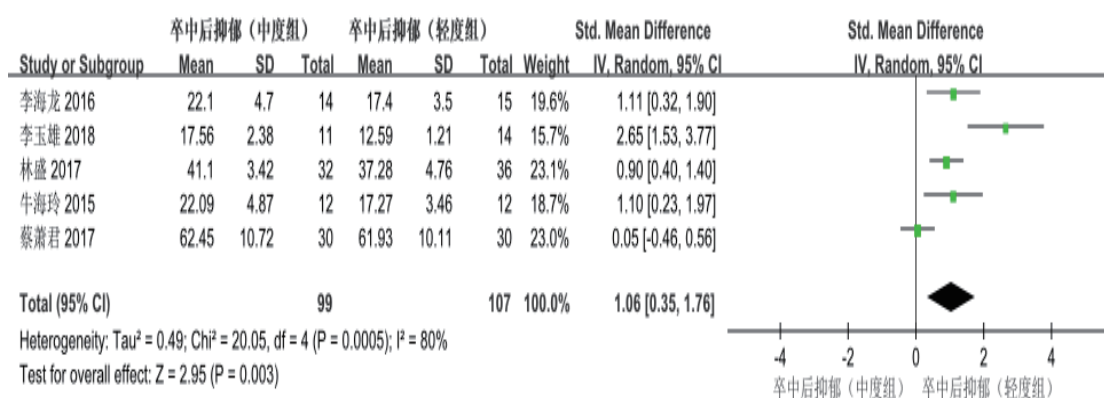 卒中后抑郁（中度组） 卒中后抑郁（轻度组） Std. Mean Difference Std. Mean Difference
Study or Subgroup Mean SD Total Mean SD Total Weight IV, Random, 95% CI IV, Random, 95% CI
李海龙 2016 22.1 4.7 14 17.4 3.5 15 19.6% 1.11 [0.32, 1.90]
李玉雄 2018 17.56 2.38 11 12.59 1.21 14 15.7% 2.65 [1.53, 3.77]
林盛 2017 41.1 3.42 32 37.28 4.76 36 23.1% 0.90 [0.40, 1.40]
牛海玲 2015 22.09 4.87 12 17.27 3.46 12 18.7% 1.10 [0.23, 1.97]
蔡萧君 2017 62.45 10.72 30 61.93 10.11 30 23.0% 0.05 [-0.46, 0.56]
Total (95% CI) 99 107 100.0% 1.06 [0.35, 1.76]
Heterogeneity: Tau² = 0.49; Chi² = 20.05, df = 4 (P = 0.0005); I² = 80%
Test for overall effect: Z = 2.95 (P = 0.003)
-4 -2 0 2 4
卒中后抑郁（中度组） 卒中后抑郁（轻度组）